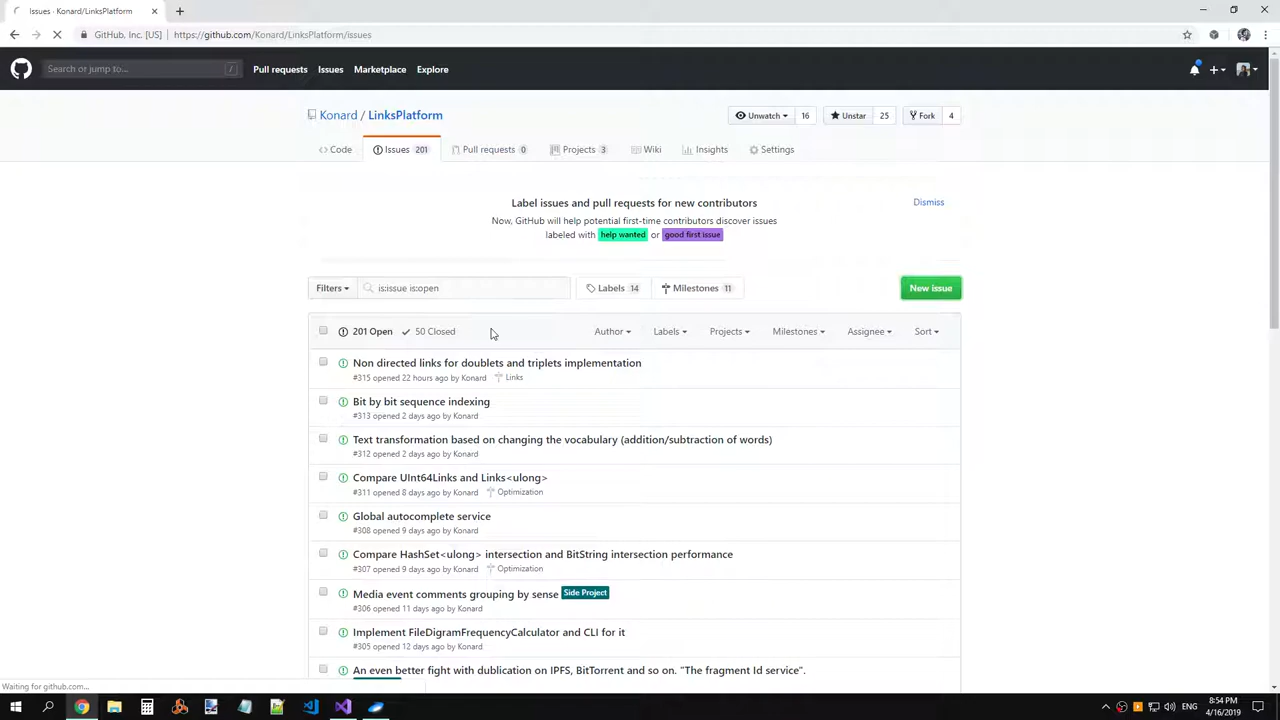 Issues · Konard/LinksPlatform
GitHub, Inc. [US] | https://github.com/Konard/LinksPlatform/issues
Search or jump to... /
Pull requests Issues Marketplace Explore
Konard / LinksPlatform
Unwatch 16 Unstar 25 Fork 4
Code Issues 201 Pull requests 0 Projects 3 Wiki Insights Settings
Label issues and pull requests for new contributors
Dismiss
Now, GitHub will help potential first-time contributors discover issues
labeled with help wanted or good first issue
Filters is:issue is:open Labels 14 Milestones 11 New issue
201 Open 50 Closed Author Labels Projects Milestones Assignee Sort
Non directed links for doublets and triplets implementation
#315 opened 22 hours ago by Konard Links
Bit by bit sequence indexing
#313 opened 2 days ago by Konard
Text transformation based on changing the vocabulary (addition/subtraction of words)
#312 opened 2 days ago by Konard
Compare UInt64Links and Links<ulong>
#311 opened 8 days ago by Konard Optimization
Global autocomplete service
#308 opened 9 days ago by Konard
Compare HashSet<ulong> intersection and BitString intersection performance
#307 opened 9 days ago by Konard Optimization
Media event comments grouping by sense Side Project
#306 opened 11 days ago by Konard
Implement FileDigramFrequencyCalculator and CLI for it
#305 opened 12 days ago by Konard
An even better fight with dublication on IPFS, BitTorrent and so on. "The fragment Id service".
Waiting for github.com...
ENG
8:54 PM
4/16/2019